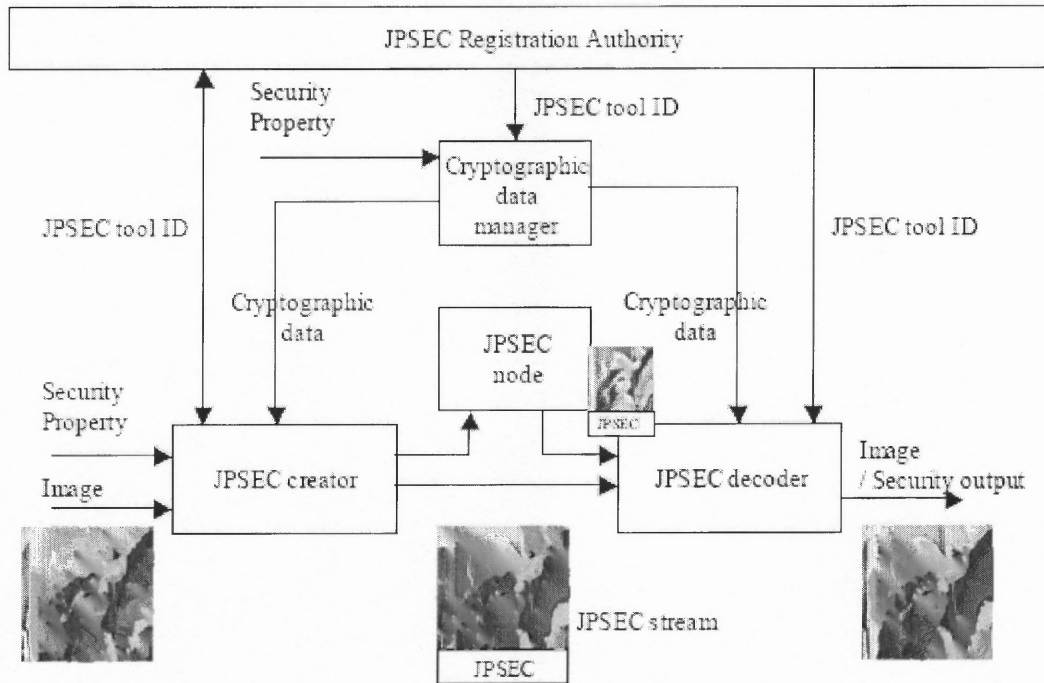 JPSEC Registration Authority
Security
Property
JPSEC tool ID
Cryptographic
data
manager
JPSEC tool ID
JPSEC tool ID
Cryptographic
data
Cryptographic
data
JPSEC
node
JPSEC
Security
Property
Image
JPSEC creator
JPSEC decoder
Image
/ Security output
JPSEC stream
JPSEC